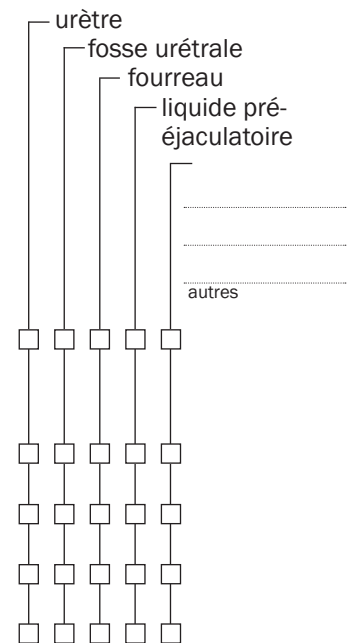 urètre
fosse urétrale
fourreau
liquide pré-
éjaculatoire
autres